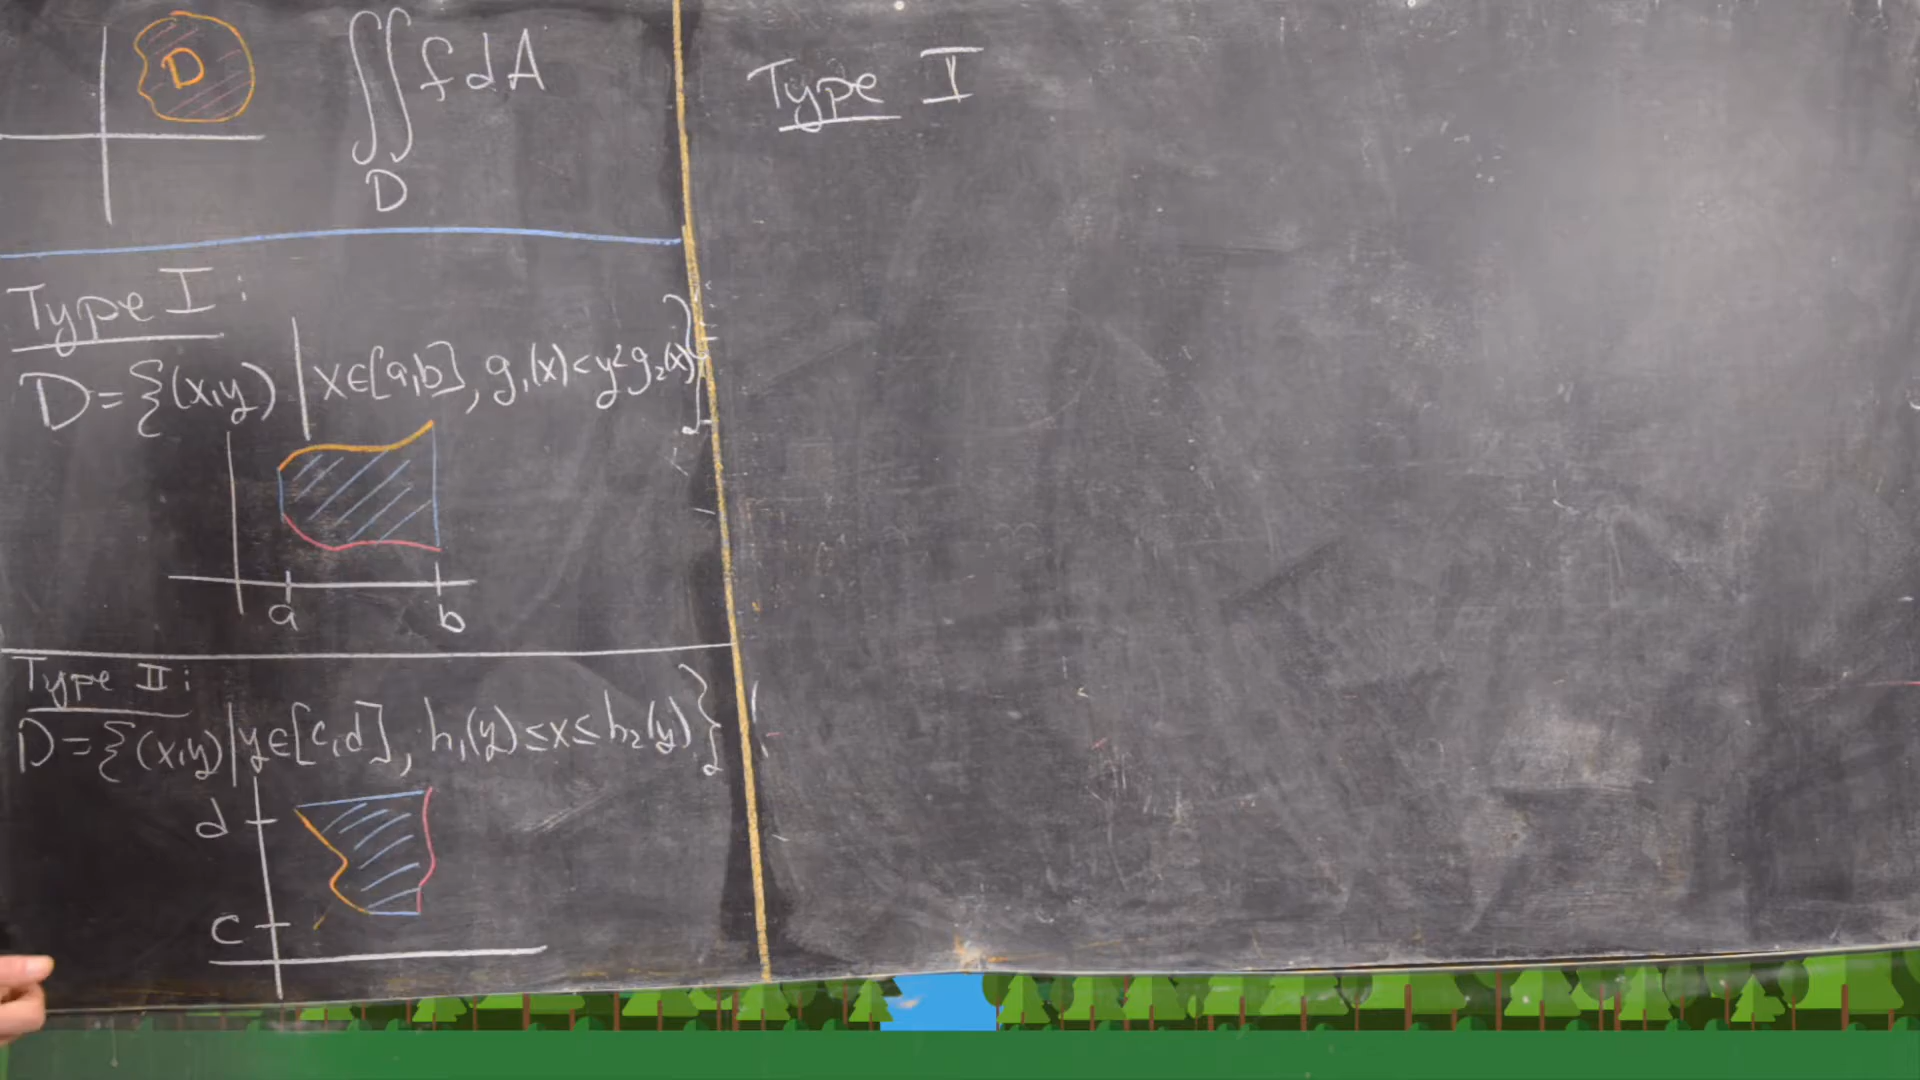 D
∬ f dA
D
Type I:
D = {(x,y) | x∈[a,b], g₁(x)<y<g₂(x)}
a
b
Type II:
D = {(x,y) | y∈[c,d], h₁(y)≤x≤h₂(y)}
d
c
Type I